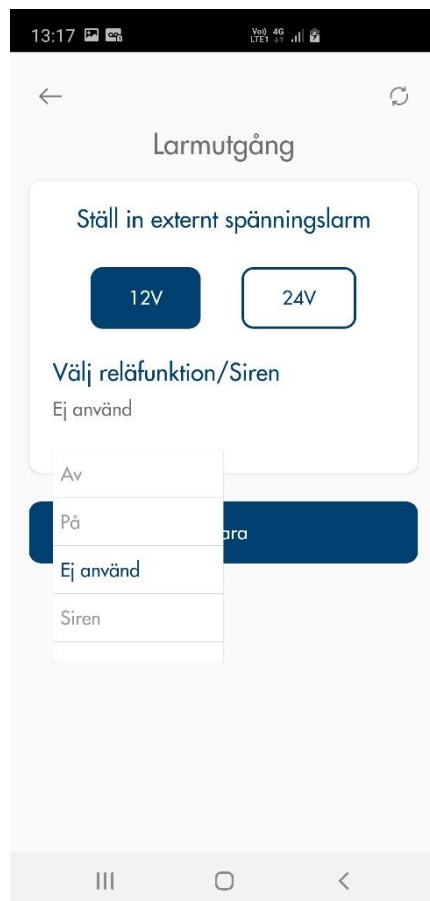 13:17
Vo)) 4G
LTE1
Larmutgång
Ställ in externt spänningslarm
12V
24V
Välj reläfunktion/Siren
Ej använd
Av
På
ara
Ej använd
Siren